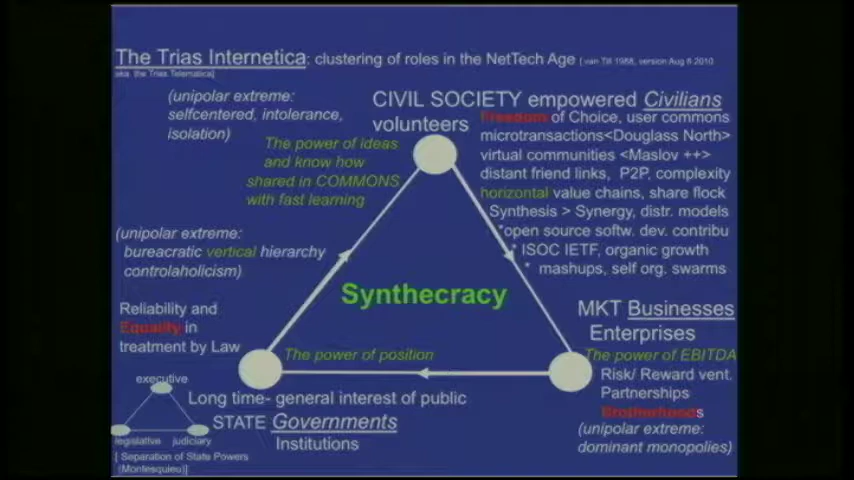 The Trias Internetica: clustering of roles in the NetTech Age [ van Till 1988, version Aug 8 2010
aka. the Trias Telematica]
(unipolar extreme:
selfcentered, intolerance,
isolation)
CIVIL SOCIETY empowered Civilians
volunteers
Freedom of Choice, user commons
microtransactions<Douglass North>
virtual communities <Maslov ++>
distant friend links, P2P, complexity
horizontal value chains, share flock
Synthesis > Synergy, distr. models
*open source softw. dev. contribu
* ISOC IETF, organic growth
* mashups, self org. swarms
The power of ideas
and know how
shared in COMMONS
with fast learning
(unipolar extreme:
bureacratic vertical hierarchy
controlaholicism)
Synthecracy
Reliability and
Equality in
treatment by Law
The power of position
MKT Businesses
Enterprises
The power of EBITDA
Risk/ Reward vent.
Partnerships
Brotherhoods
(unipolar extreme:
dominant monopolies)
Long time- general interest of public
STATE Governments
Institutions
executive
legislative judiciary
[ Separation of State Powers
(Montesquieu)]